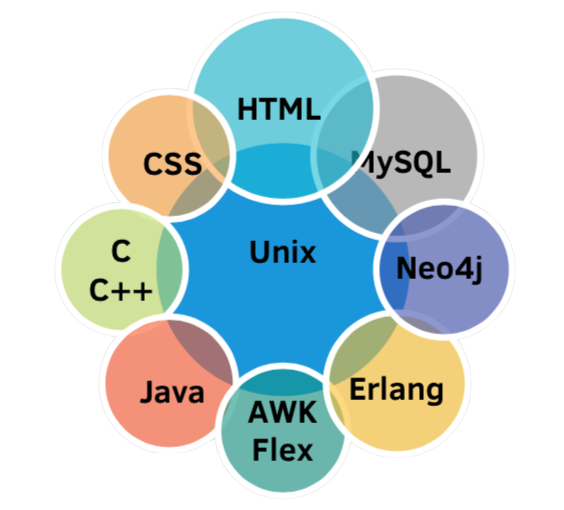 HTML
MySQL
CSS
Unix
C
C++
Neo4j
Java
Erlang
AWK
Flex